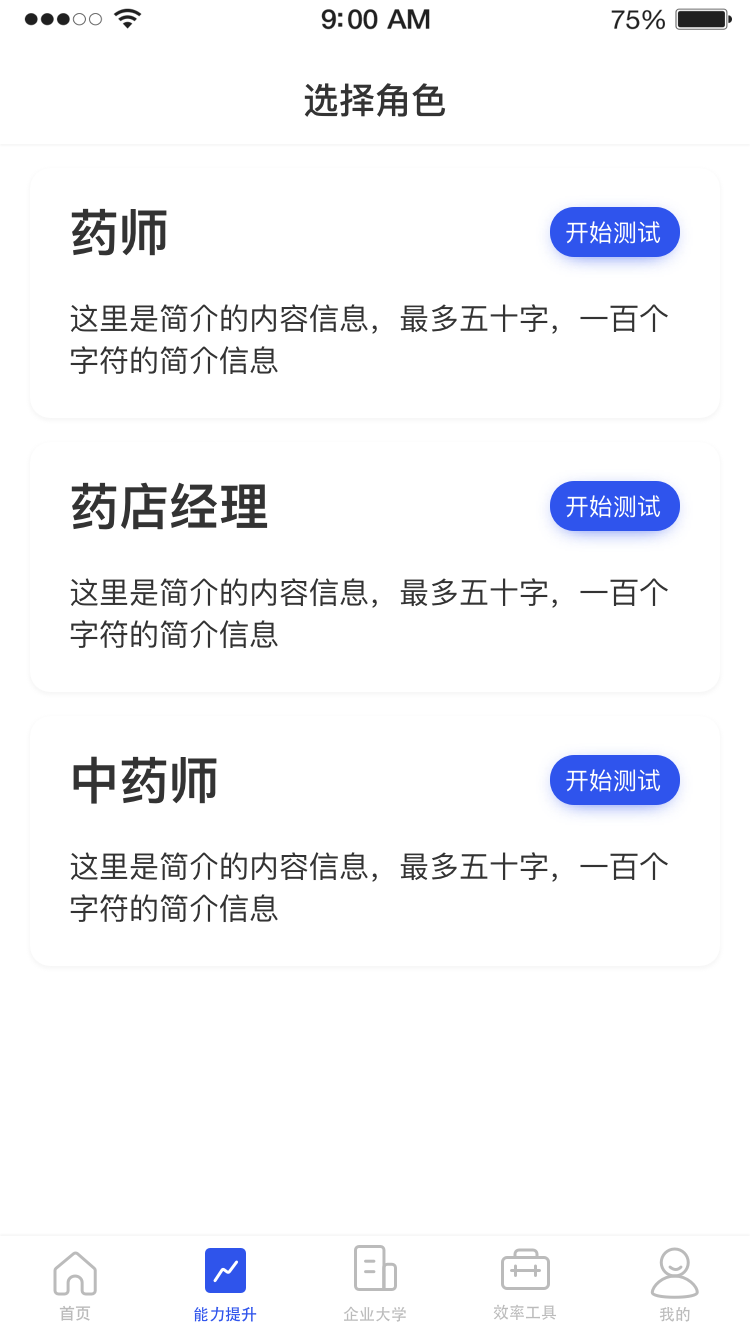 9:00 AM
75%
选择角色
药师
开始测试
这里是简介的内容信息，最多五十字，一百个
字符的简介信息
药店经理
开始测试
这里是简介的内容信息，最多五十字，一百个
字符的简介信息
中药师
开始测试
这里是简介的内容信息，最多五十字，一百个
字符的简介信息
首页
能力提升
企业大学
效率工具
我的